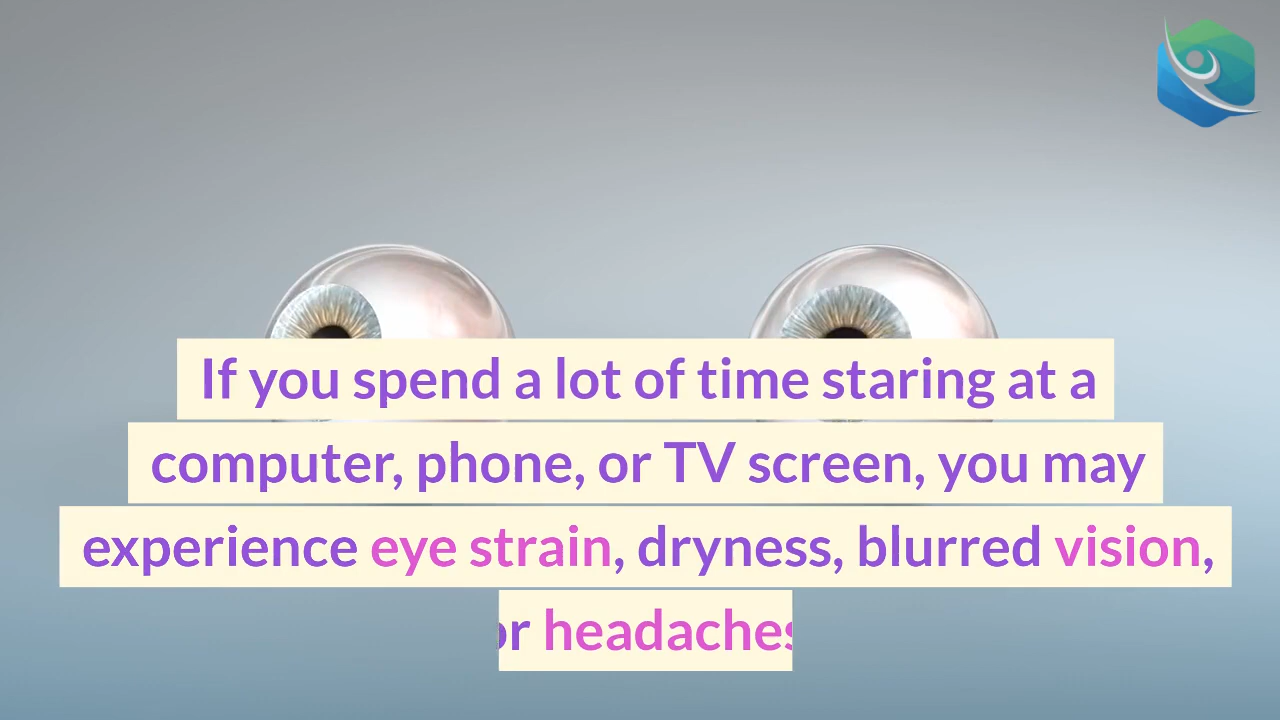 If you spend a lot of time staring at a
computer, phone, or TV screen, you may
experience eye strain, dryness, blurred vision,
or headaches